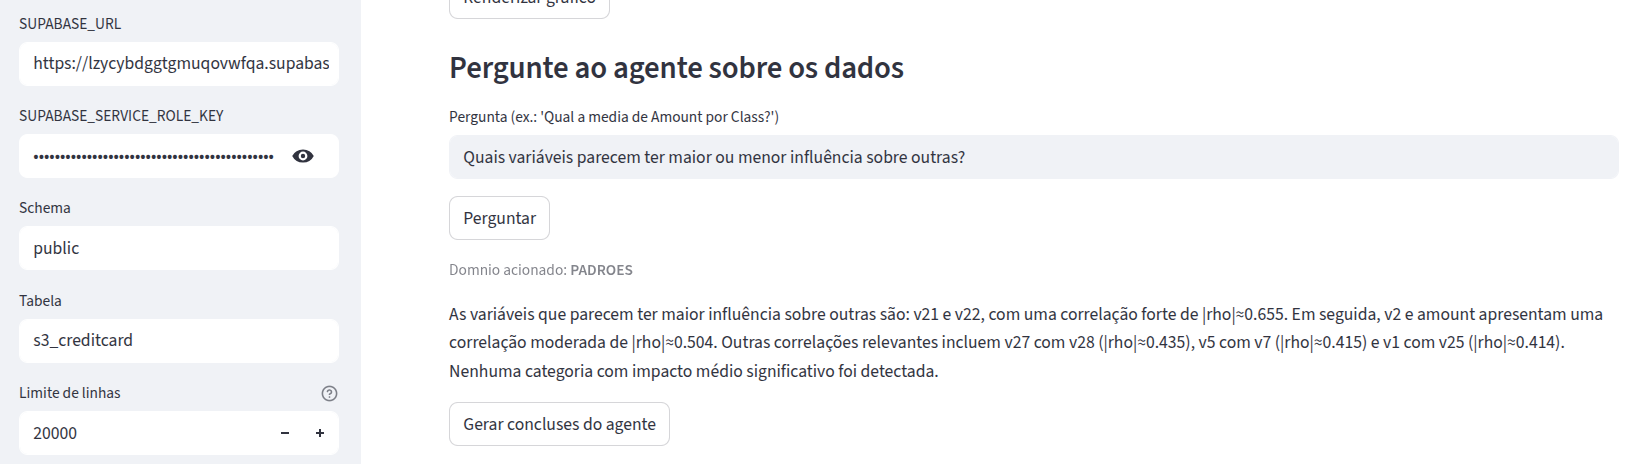 SUPABASE_URL
https://lzycybdggtgmuqovwfqa.supabas
SUPABASE_SERVICE_ROLE_KEY
Schema
public
Tabela
s3_creditcard
Limite de linhas
20000
Renderizar gráfico
Pergunte ao agente sobre os dados
Pergunta (ex.: 'Qual a media de Amount por Class?')
Quais variáveis parecem ter maior ou menor influência sobre outras?
Perguntar
Domnio acionado: PADROES
As variáveis que parecem ter maior influência sobre outras são: v21 e v22, com uma correlação forte de |rho|≈0.655. Em seguida, v2 e amount apresentam uma
correlação moderada de |rho|≈0.504. Outras correlações relevantes incluem v27 com v28 (|rho|≈0.435), v5 com v7 (|rho|≈0.415) e v1 com v25 (|rho|≈0.414).
Nenhuma categoria com impacto médio significativo foi detectada.
Gerar concluses do agente